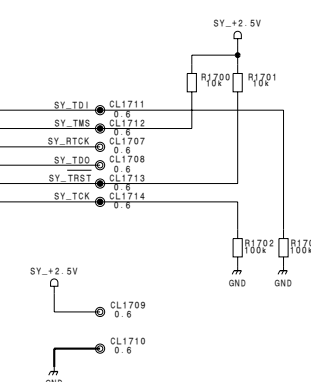 SY_+2.5V
R1700
10k
R1701
10k
SY_TDI
CL1711
0.6
SY_TMS
CL1712
0.6
SY_RTCK
CL1707
0.6
SY_TDO
CL1708
0.6
SY_TRST
CL1713
0.6
SY_TCK
CL1714
0.6
R1702
100k
GND
GND
SY_+2.5V
CL1709
0.6
CL1710
0.6
GND